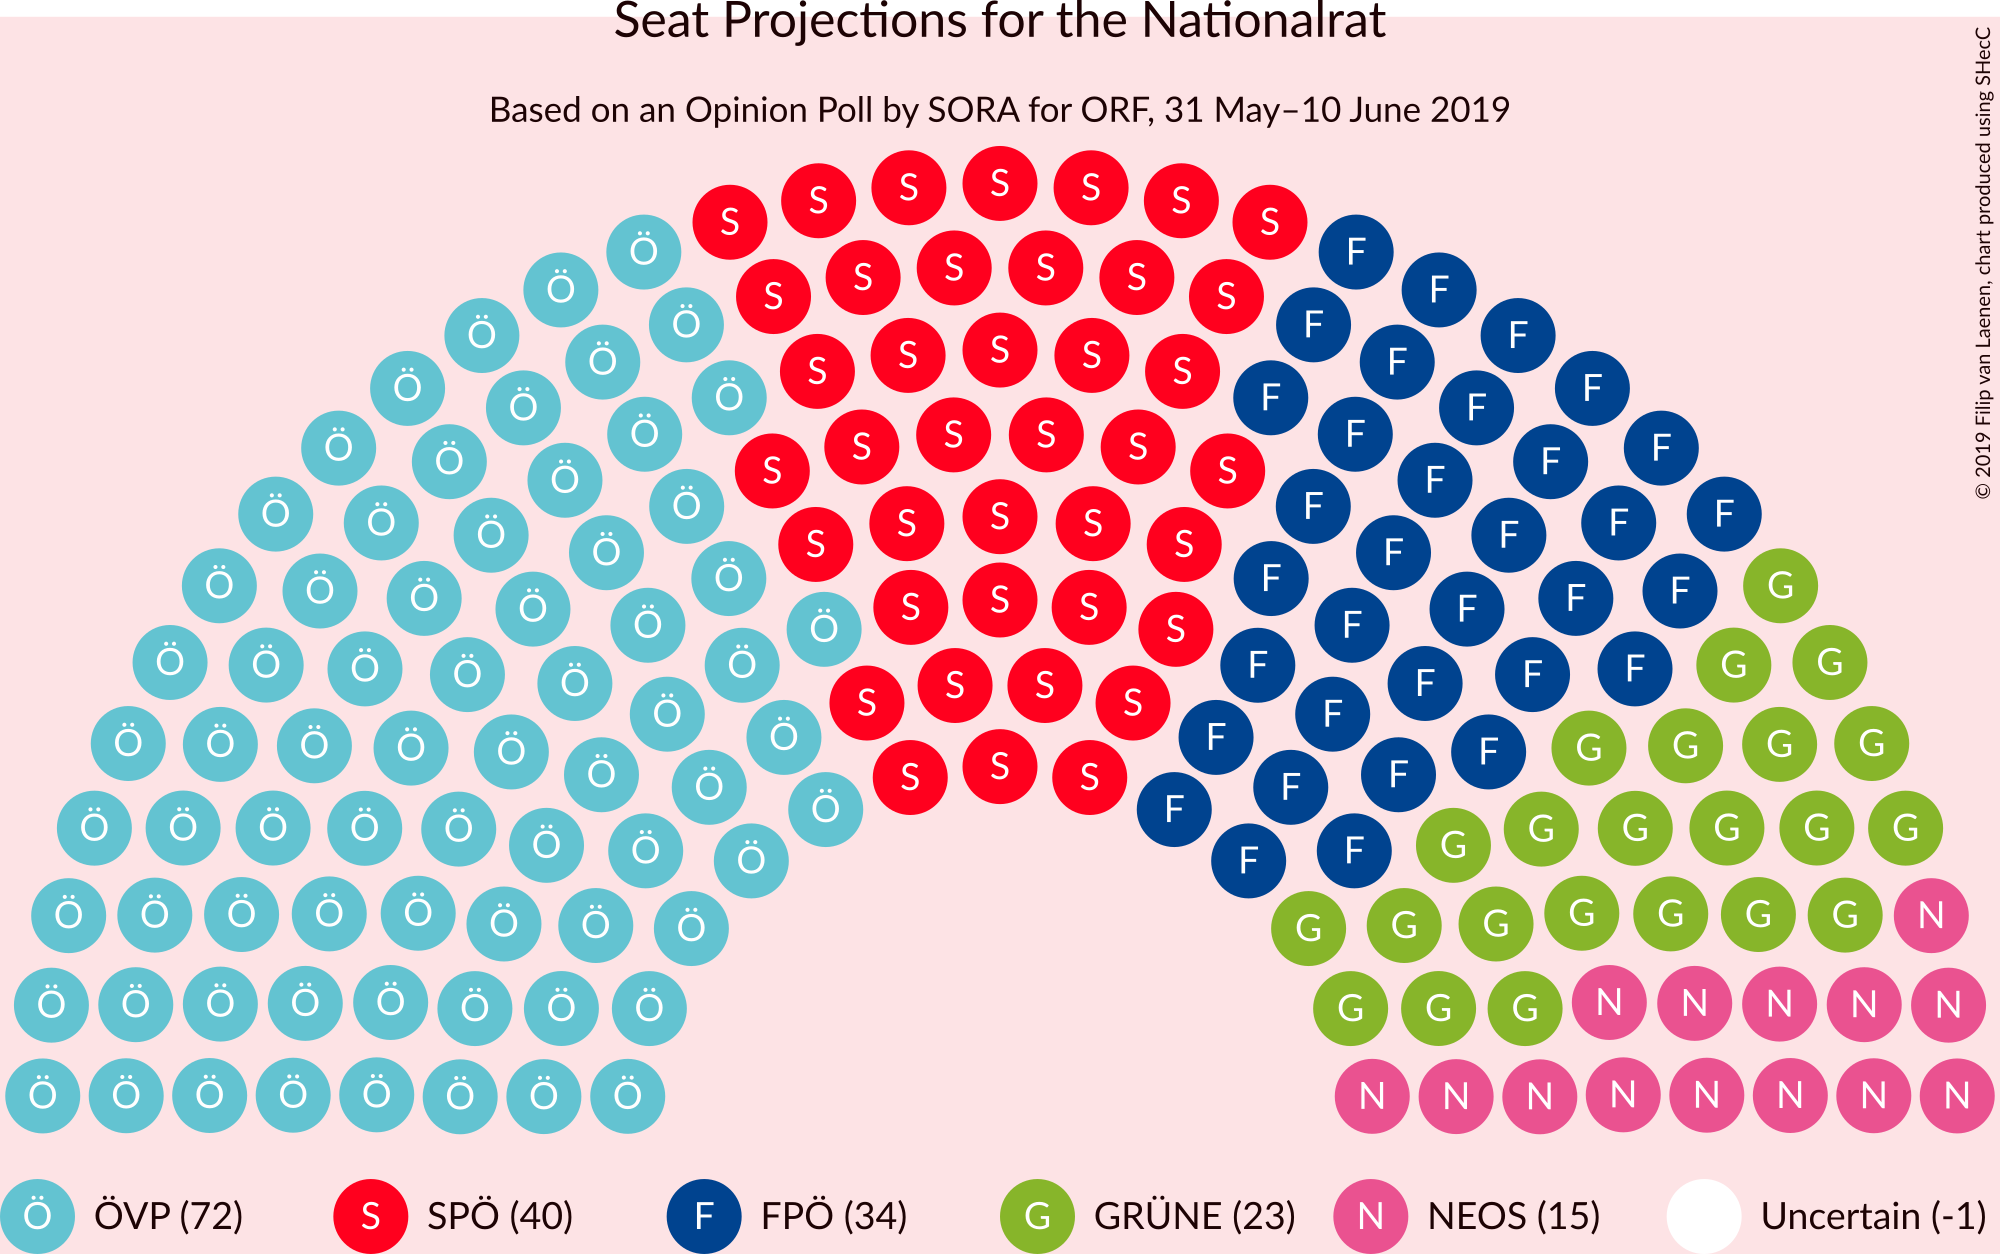 Seat Projections for the Nationalrat
Based on an Opinion Poll by SORA for ORF, 31 May–10 June 2019
© 2019 Filip van Laenen, chart produced using SHecC
S S S S S S S
Ö F
Ö S S S S S S F
Ö Ö F F
Ö Ö S S S S S F F
Ö Ö Ö F F F
Ö Ö Ö S S S S S S F F F
Ö Ö Ö Ö F F F F
Ö Ö Ö Ö S S S S S F F F F
Ö Ö Ö Ö Ö S S S S F F F F G
Ö Ö Ö Ö Ö Ö F F F F F G G
Ö Ö S S S S F F
Ö Ö Ö Ö Ö Ö Ö S S S F F F F G G G G
Ö Ö Ö Ö Ö Ö Ö Ö Ö F F F G G G G G G
Ö Ö Ö Ö Ö Ö Ö Ö G G G G G G G N
Ö Ö Ö Ö Ö Ö Ö Ö G G G N N N N N
Ö Ö Ö Ö Ö Ö Ö Ö N N N N N N N N
Ö ÖVP (72) S SPÖ (40) F FPÖ (34) G GRÜNE (23) N NEOS (15) Uncertain (-1)